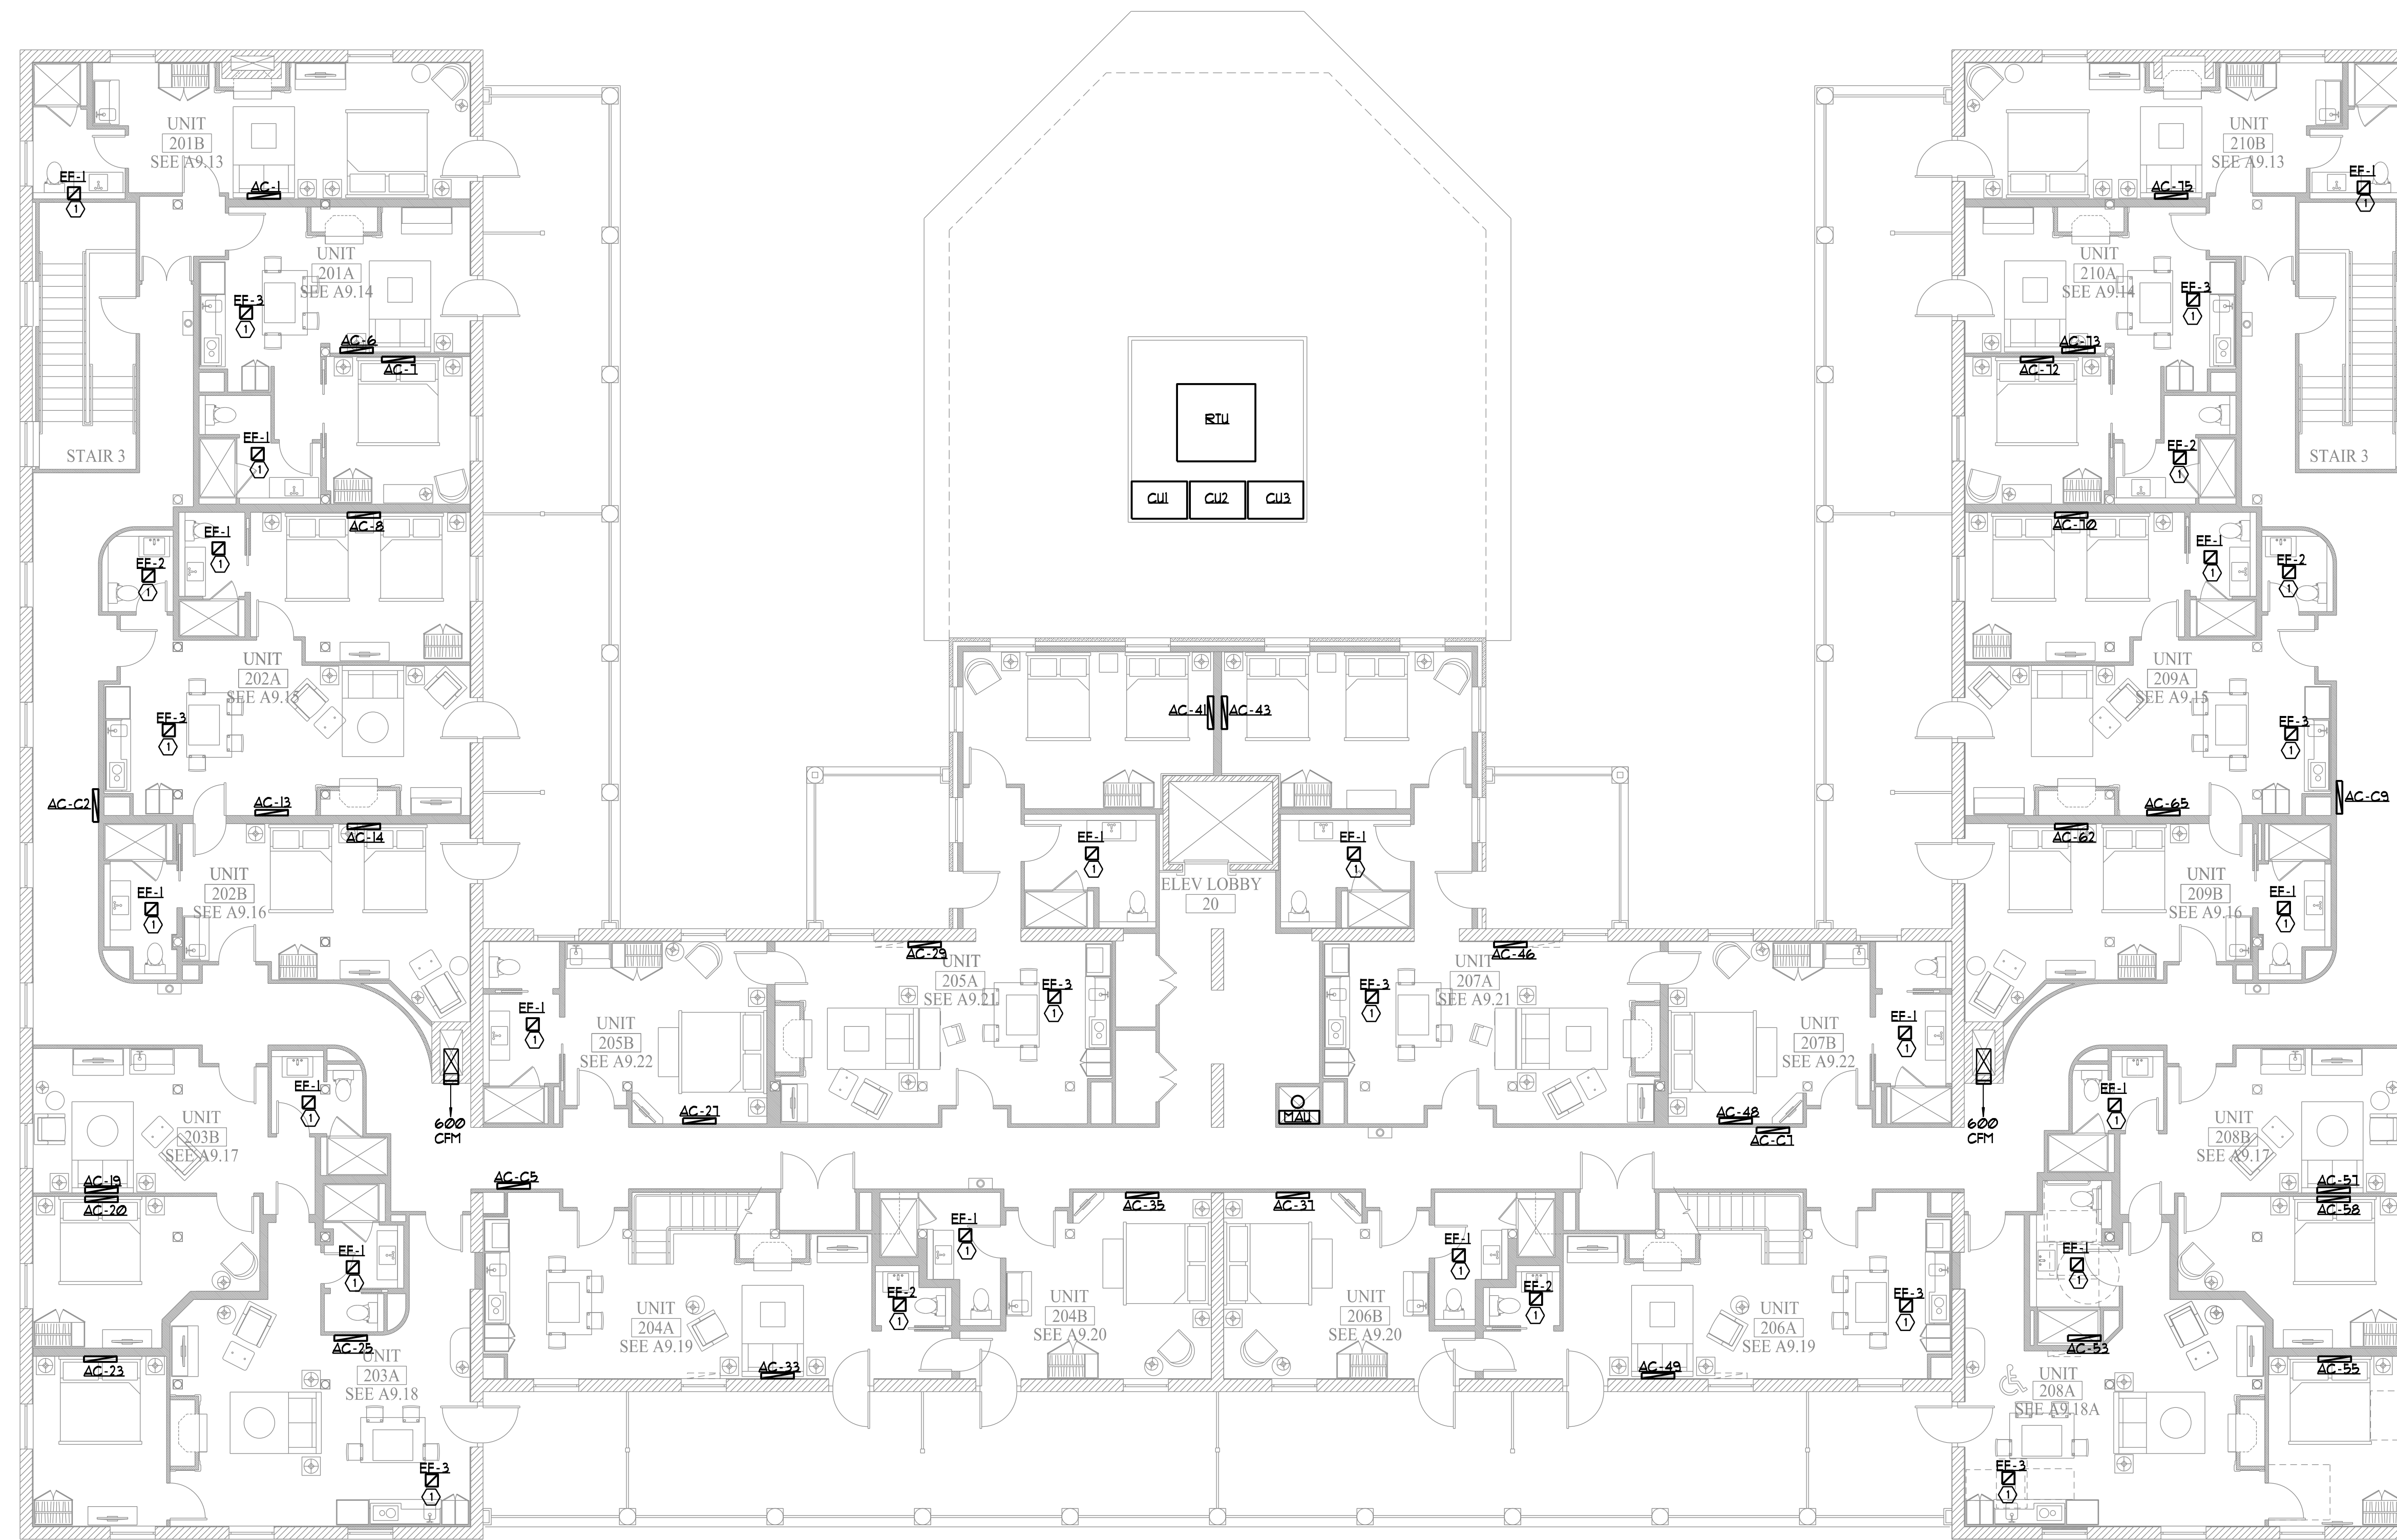 UNIT
201B
SEE A9.13
EF-1
1
AC-1
UNIT
201A
SEE A9.14
EF-3
1
AC-6
AC-7
EF-1
1
STAIR 3
AC-8
EF-1
1
EF-2
1
UNIT
202A
SEE A9.15
EF-3
1
AC-C2
AC-13
AC-14
UNIT
202B
SEE A9.16
EF-1
1
600
CFM
EF-1
1
UNIT
203B
SEE A9.17
AC-19
AC-20
EF-1
1
AC-25
AC-23
UNIT
203A
SEE A9.18
EF-3
1
RTU
CU1
CU2
CU3
AC-41
AC-43
EF-1
1
EF-1
1
ELEV LOBBY
20
AC-29
UNIT
205A
SEE A9.21
EF-3
1
EF-1
1
UNIT
205B
SEE A9.22
AC-27
AC-46
UNIT
207A
SEE A9.21
EF-3
1
UNIT
207B
SEE A9.22
EF-1
1
MAU
AC-48
AC-C7
AC-C5
AC-35
AC-37
EF-1
1
EF-1
1
EF-2
1
EF-2
1
UNIT
204A
SEE A9.19
UNIT
204B
SEE A9.20
UNIT
206B
SEE A9.20
UNIT
206A
SEE A9.19
EF-3
1
AC-33
AC-49
UNIT
210B
SEE A9.13
EF-1
1
AC-75
UNIT
210A
SEE A9.14
EF-3
1
AC-73
AC-72
EF-2
1
STAIR 3
AC-70
EF-1
1
EF-2
1
UNIT
209A
SEE A9.15
EF-3
1
AC-C9
AC-65
AC-62
UNIT
209B
SEE A9.16
EF-1
1
600
CFM
EF-1
1
UNIT
208B
SEE A9.17
AC-57
AC-58
EF-1
1
AC-53
AC-55
UNIT
208A
SEE A9.18A
EF-3
1